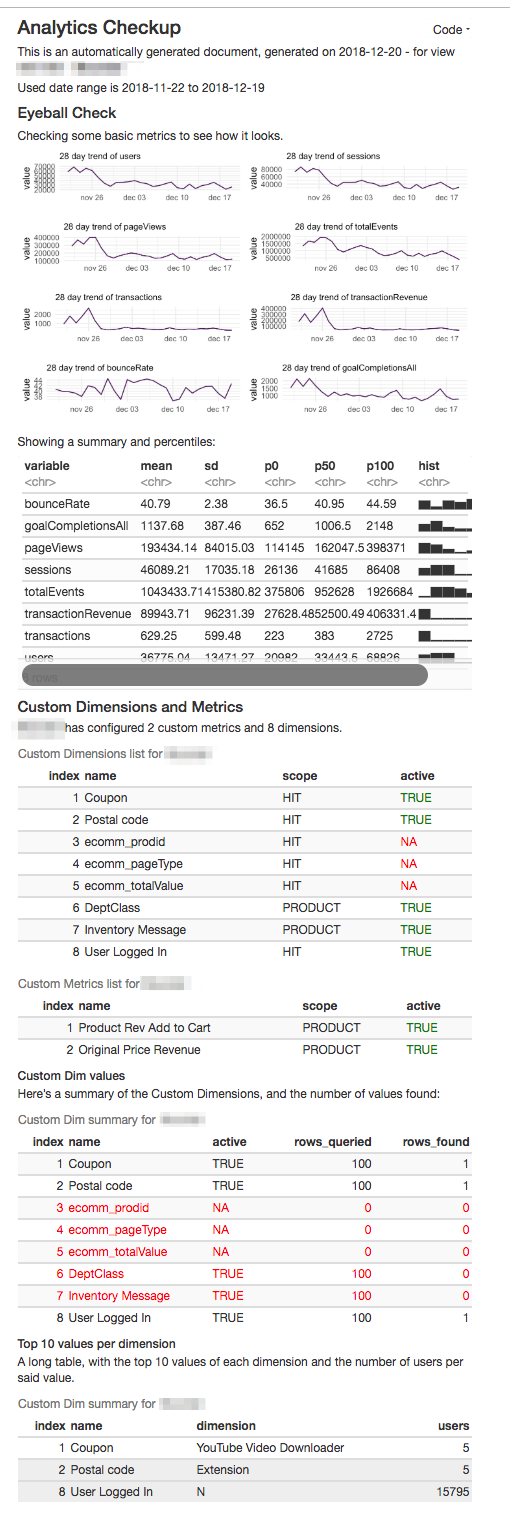 Analytics Checkup
Code
This is an automatically generated document, generated on 2018-12-20 - for view
Used date range is 2018-11-22 to 2018-12-19
Eyeball Check
Checking some basic metrics to see how it looks.
28 day trend of users
28 day trend of sessions
value
70000
60000
50000
40000
30000
20000
nov 26 dec 03 dec 10 dec 17
value
80000
60000
40000
nov 26 dec 03 dec 10 dec 17
28 day trend of pageViews
28 day trend of totalEvents
value
400000
300000
200000
100000
nov 26 dec 03 dec 10 dec 17
value
2000000
1500000
1000000
500000
nov 26 dec 03 dec 10 dec 17
28 day trend of transactions
28 day trend of transactionRevenue
value
2000
1000
nov 26 dec 03 dec 10 dec 17
value
400000
300000
200000
100000
nov 26 dec 03 dec 10 dec 17
28 day trend of bounceRate
28 day trend of goalCompletionsAll
value
44
42
40
38
nov 26 dec 03 dec 10 dec 17
value
2000
1500
1000
nov 26 dec 03 dec 10 dec 17
Showing a summary and percentiles:
variable mean sd p0 p50 p100 hist
<chr> <chr> <chr> <chr> <chr> <chr> <chr>
bounceRate 40.79 2.38 36.5 40.95 44.59
goalCompletionsAll 1137.68 387.46 652 1006.5 2148
pageViews 193434.14 84015.03 114145 162047.5 398371
sessions 46089.21 17035.18 26136 41685 86408
totalEvents 1043433.71 415380.82 375806 952628 1926684
transactionRevenue 89943.71 96231.39 27628.48 52500.49 406331.4
transactions 629.25 599.48 223 383 2725
users 36775.04 13471.27 20982 33443.5 68826
rows
Custom Dimensions and Metrics
has configured 2 custom metrics and 8 dimensions.
Custom Dimensions list for
index name scope active
1 Coupon HIT TRUE
2 Postal code HIT TRUE
3 ecomm_prodid HIT NA
4 ecomm_pageType HIT NA
5 ecomm_totalValue HIT NA
6 DeptClass PRODUCT TRUE
7 Inventory Message PRODUCT TRUE
8 User Logged In HIT TRUE
Custom Metrics list for
index name scope active
1 Product Rev Add to Cart PRODUCT TRUE
2 Original Price Revenue PRODUCT TRUE
Custom Dim values
Here's a summary of the Custom Dimensions, and the number of values found:
Custom Dim summary for
index name active rows_queried rows_found
1 Coupon TRUE 100 1
2 Postal code TRUE 100 1
3 ecomm_prodid NA 0 0
4 ecomm_pageType NA 0 0
5 ecomm_totalValue NA 0 0
6 DeptClass TRUE 100 0
7 Inventory Message TRUE 100 0
8 User Logged In TRUE 100 1
Top 10 values per dimension
A long table, with the top 10 values of each dimension and the number of users per
said value.
Custom Dim summary for
index name dimension users
1 Coupon YouTube Video Downloader 5
2 Postal code Extension 5
8 User Logged In N 15795